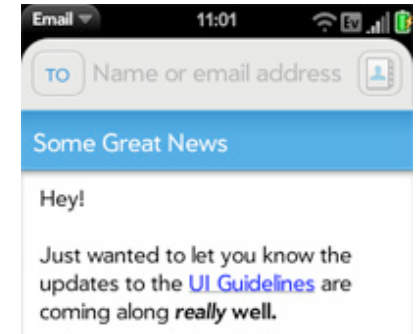 Email 11:01 Ev
TO Name or email address
Some Great News
Hey!
Just wanted to let you know the
updates to the UI Guidelines are
coming along really well.